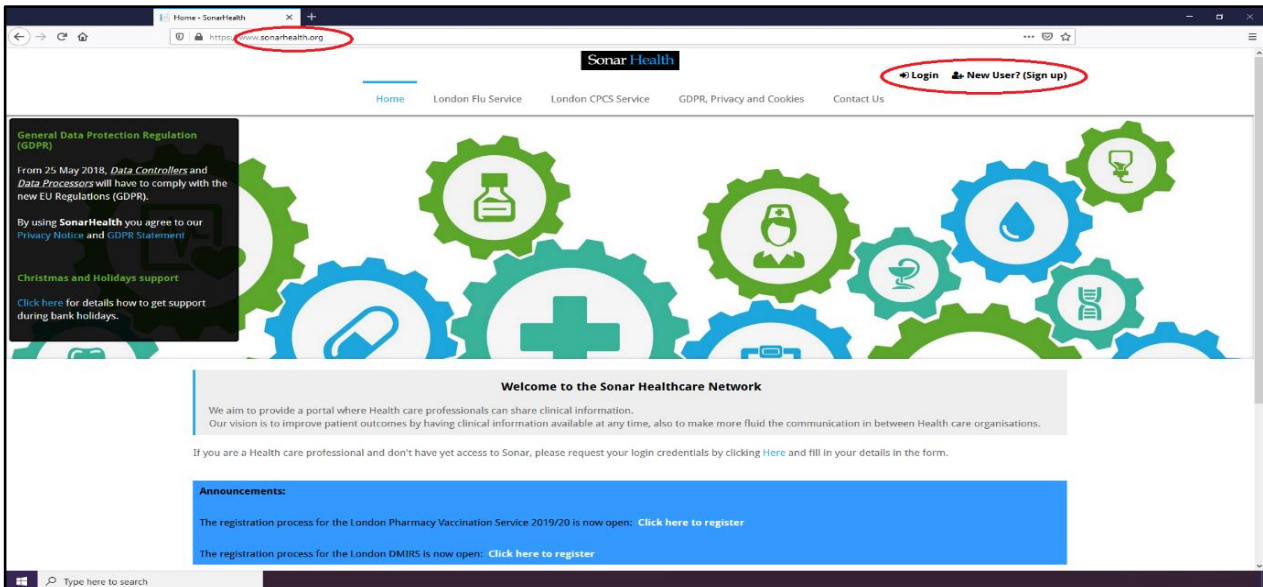 Home - SonarHealth
https://www.sonarhealth.org
Sonar Health
Login New User? (Sign up)
Home London Flu Service London CPCS Service GDPR, Privacy and Cookies Contact Us
General Data Protection Regulation
(GDPR)
From 25 May 2018, Data Controllers and
Data Processors will have to comply with the
new EU Regulations (GDPR).
By using SonarHealth you agree to our
Privacy Notice and GDPR Statement
Christmas and Holidays support
Click here for details how to get support
during bank holidays.
Welcome to the Sonar Healthcare Network
We aim to provide a portal where Health care professionals can share clinical information.
Our vision is to improve patient outcomes by having clinical information available at any time, also to make more fluid the communication in between Health care organisations.
If you are a Health care professional and don't have yet access to Sonar, please request your login credentials by clicking Here and fill in your details in the form.
Announcements:
The registration process for the London Pharmacy Vaccination Service 2019/20 is now open: Click here to register
The registration process for the London DMIRS is now open: Click here to register
Type here to search